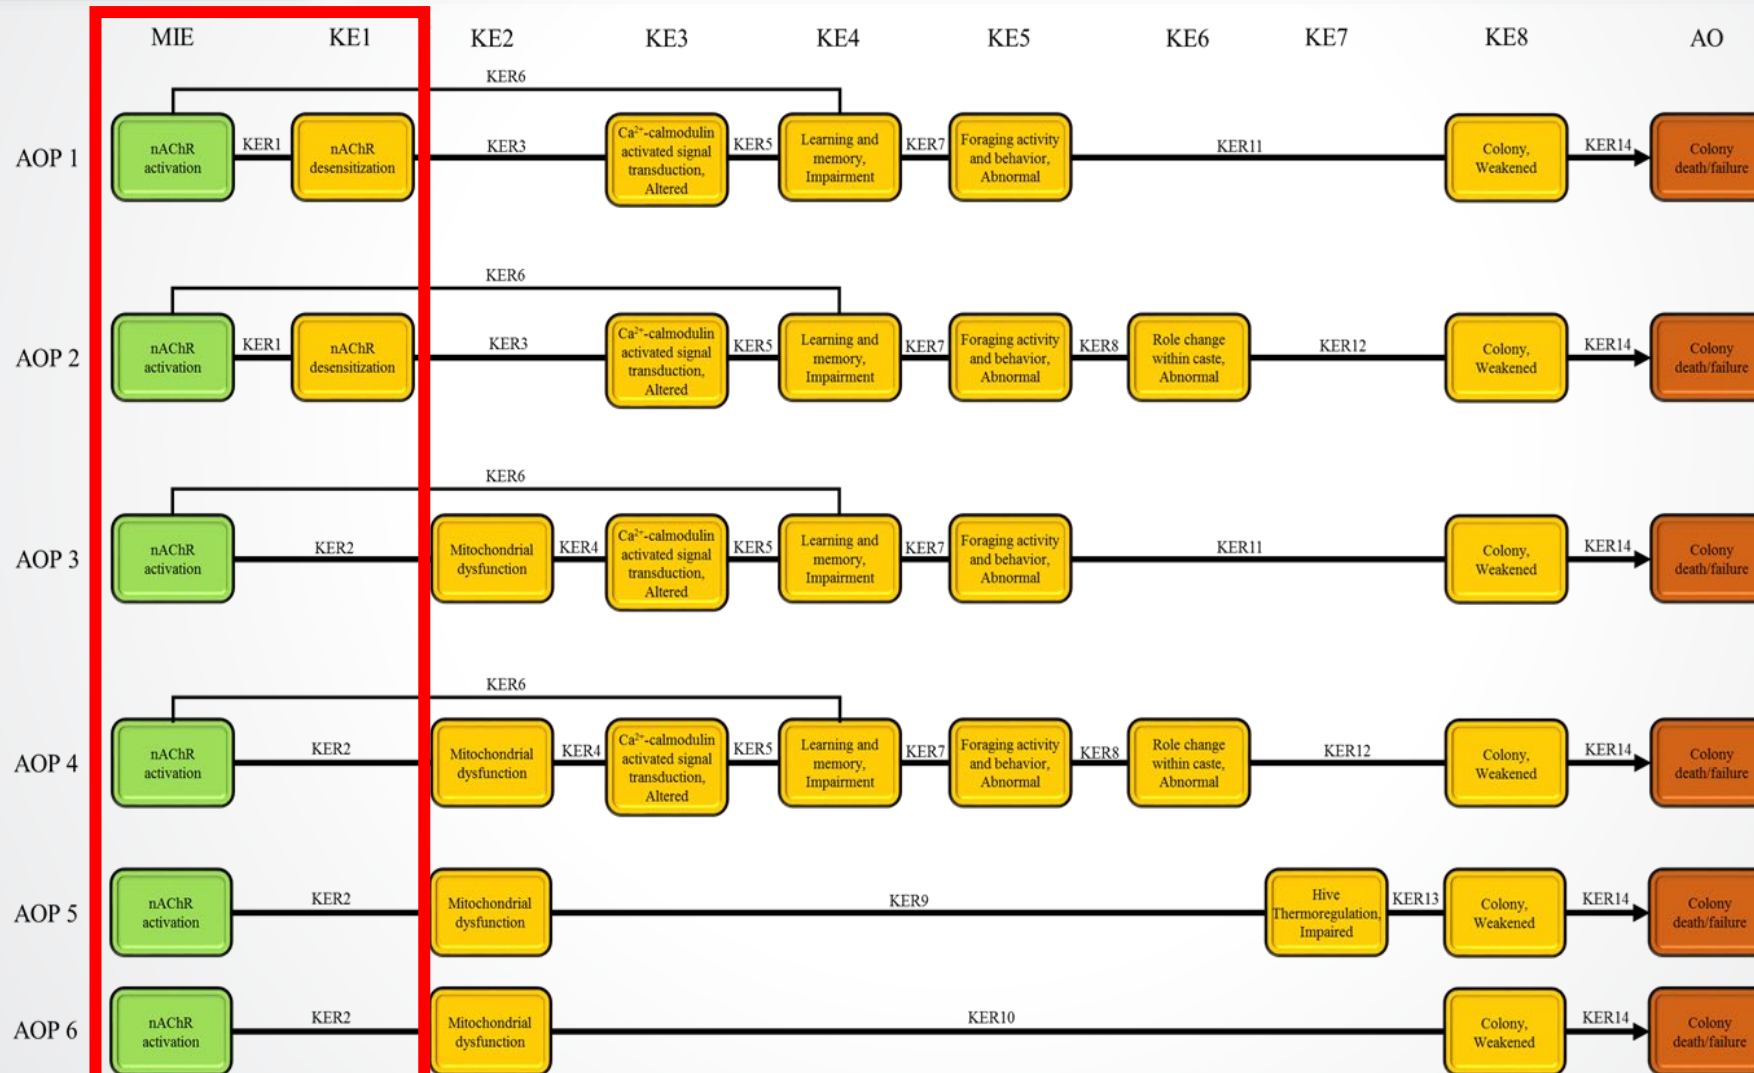 MIE KE1 KE2 KE3 KE4 KE5 KE6 KE7 KE8 AO
KER6
AOP 1
nAChR
activation
KER1
nAChR
desensitization
KER3
Ca²⁺-calmodulin
activated signal
transduction,
Altered
KER5
Learning and
memory,
Impairment
KER7
Foraging activity
and behavior,
Abnormal
KER11
Colony,
Weakened
KER14
Colony
death/failure
KER6
AOP 2
nAChR
activation
KER1
nAChR
desensitization
KER3
Ca²⁺-calmodulin
activated signal
transduction,
Altered
KER5
Learning and
memory,
Impairment
KER7
Foraging activity
and behavior,
Abnormal
KER8
Role change
within caste,
Abnormal
KER12
Colony,
Weakened
KER14
Colony
death/failure
KER6
AOP 3
nAChR
activation
KER2
Mitochondrial
dysfunction
KER4
Ca²⁺-calmodulin
activated signal
transduction,
Altered
KER5
Learning and
memory,
Impairment
KER7
Foraging activity
and behavior,
Abnormal
KER11
Colony,
Weakened
KER14
Colony
death/failure
KER6
AOP 4
nAChR
activation
KER2
Mitochondrial
dysfunction
KER4
Ca²⁺-calmodulin
activated signal
transduction,
Altered
KER5
Learning and
memory,
Impairment
KER7
Foraging activity
and behavior,
Abnormal
KER8
Role change
within caste,
Abnormal
KER12
Colony,
Weakened
KER14
Colony
death/failure
AOP 5
nAChR
activation
KER2
Mitochondrial
dysfunction
KER9
Hive
Thermoregulation,
Impaired
KER13
Colony,
Weakened
KER14
Colony
death/failure
AOP 6
nAChR
activation
KER2
Mitochondrial
dysfunction
KER10
Colony,
Weakened
KER14
Colony
death/failure